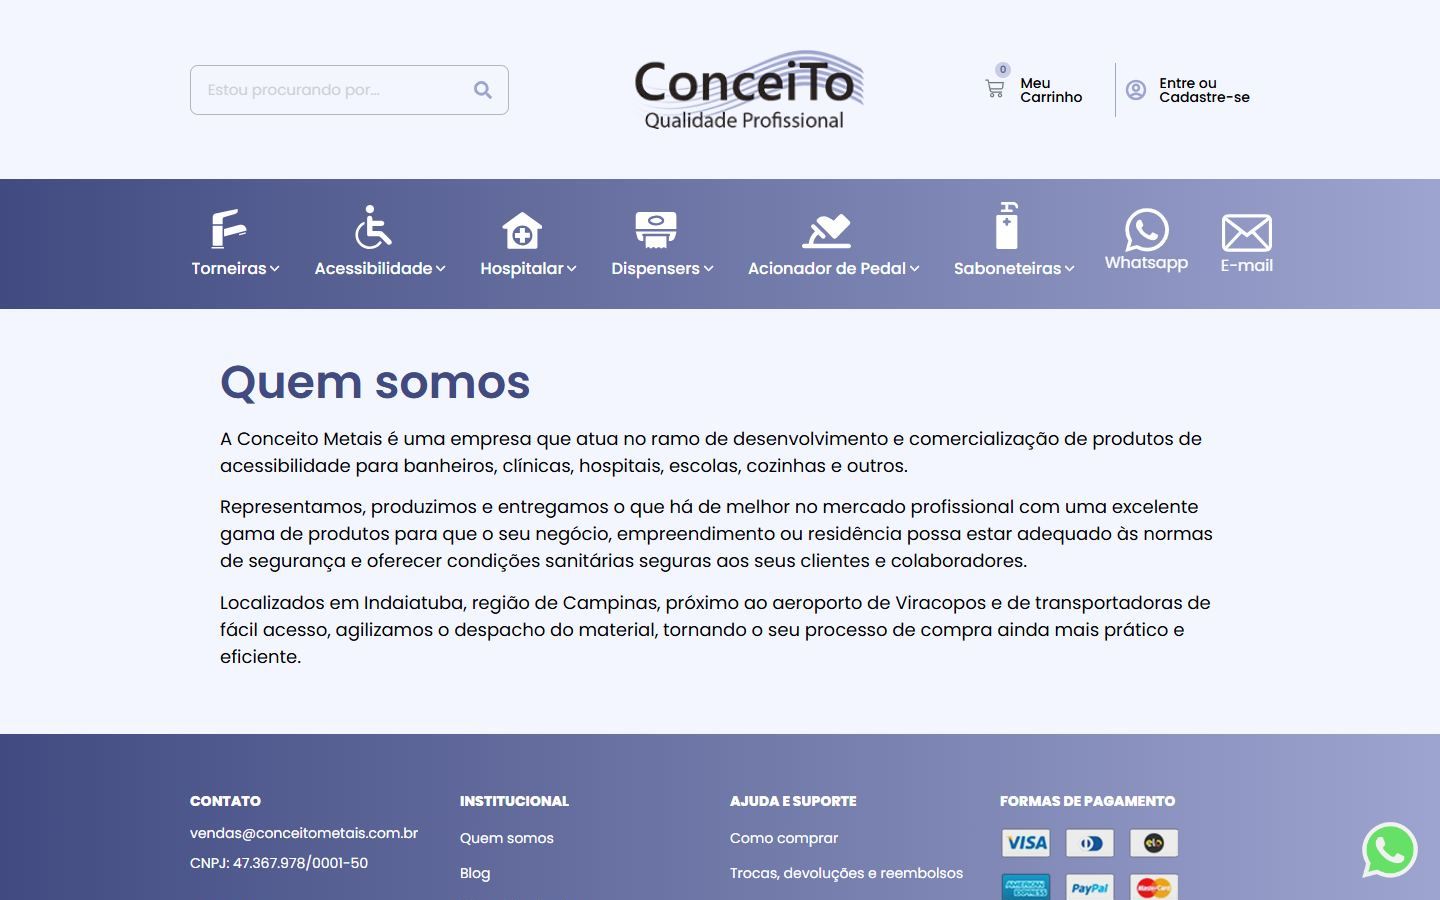 Estou procurando por...
ConceiTo
Qualidade Profissional
0
Meu
Carrinho
Entre ou
Cadastre-se
Torneiras
Acessibilidade
Hospitalar
Dispensers
Acionador de Pedal
Saboneteiras
Whatsapp
E-mail
Quem somos
A Conceito Metais é uma empresa que atua no ramo de desenvolvimento e comercialização de produtos de
acessibilidade para banheiros, clínicas, hospitais, escolas, cozinhas e outros.
Representamos, produzimos e entregamos o que há de melhor no mercado profissional com uma excelente
gama de produtos para que o seu negócio, empreendimento ou residência possa estar adequado às normas
de segurança e oferecer condições sanitárias seguras aos seus clientes e colaboradores.
Localizados em Indaiatuba, região de Campinas, próximo ao aeroporto de Viracopos e de transportadoras de
fácil acesso, agilizamos o despacho do material, tornando o seu processo de compra ainda mais prático e
eficiente.
CONTATO
vendas@conceitometais.com.br
CNPJ: 47.367.978/0001-50
INSTITUCIONAL
Quem somos
Blog
AJUDA E SUPORTE
Como comprar
Trocas, devoluções e reembolsos
FORMAS DE PAGAMENTO
VISA
elo
AMERICAN EXPRESS
PayPal
MasterCard